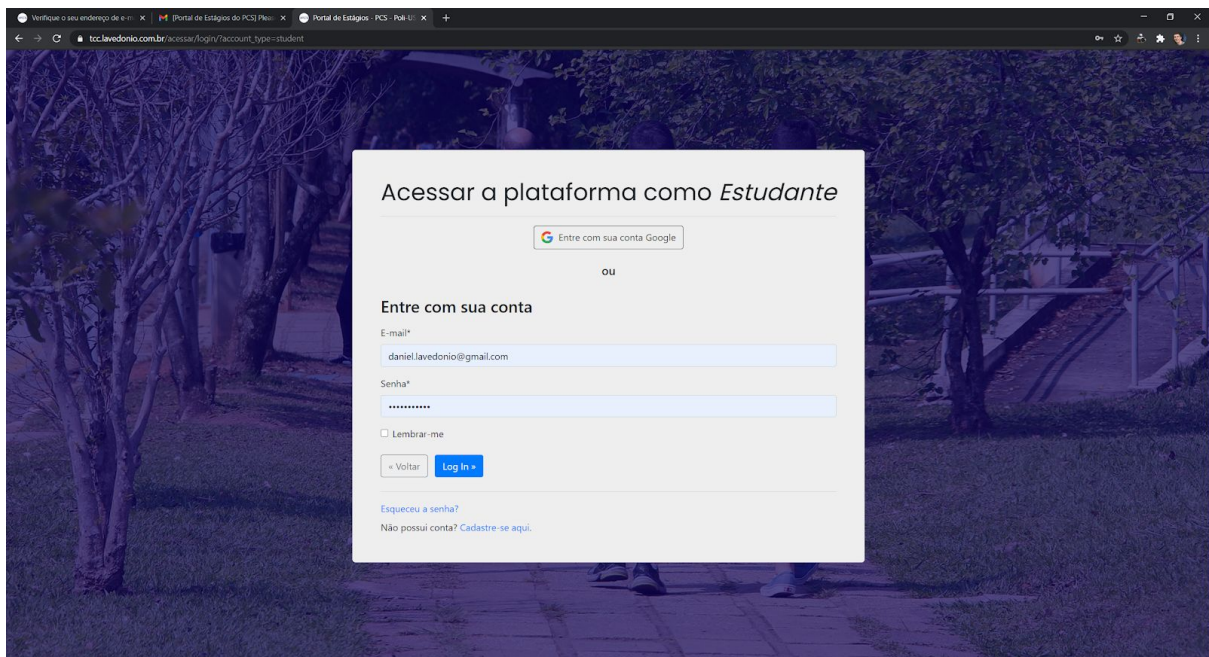 Verifique o seu endereço de e-m
[Portal de Estágios do PCS] Pleas
Portal de Estágios - PCS - Poli-US
tcc.lavedonio.com.br/acessar/login/?account_type=student
Acessar a plataforma como Estudante
Entre com sua conta Google
ou
Entre com sua conta
E-mail*
daniel.lavedonio@gmail.com
Senha*
•••••••••••
Lembrar-me
« Voltar
Log In »
Esqueceu a senha?
Não possui conta? Cadastre-se aqui.